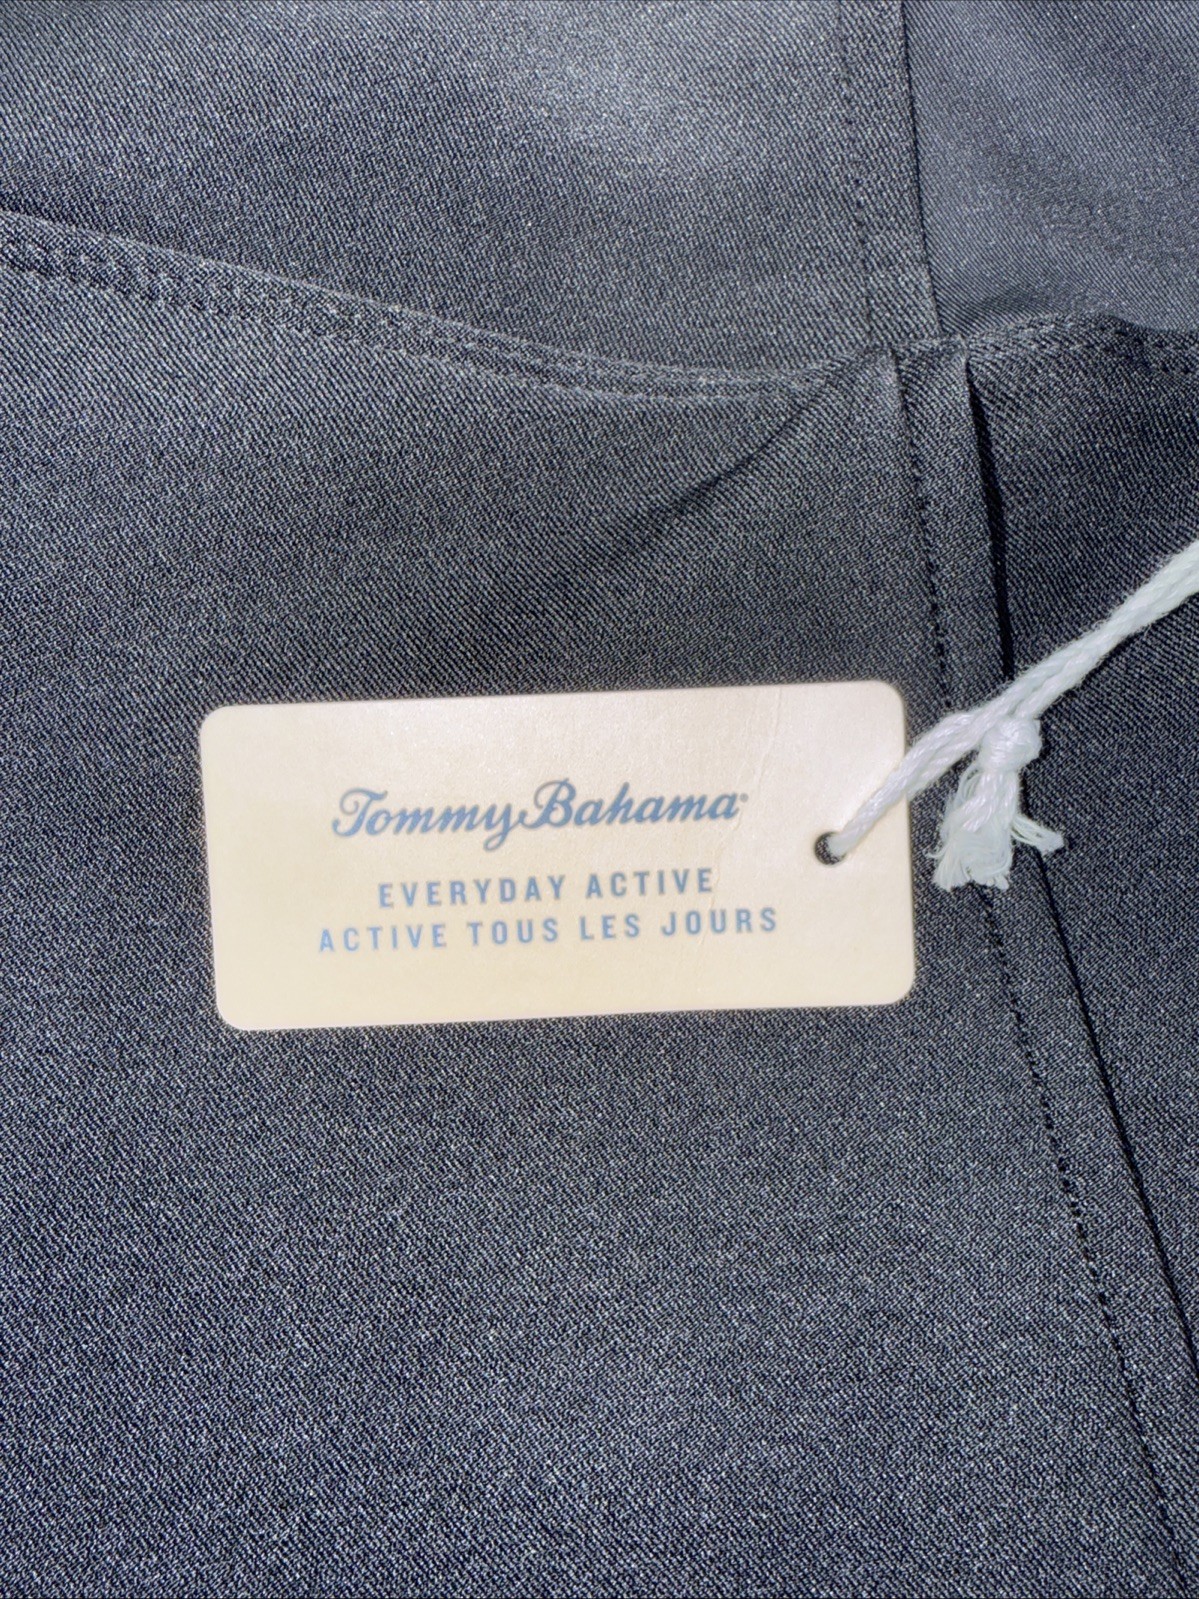 Tommy Bahama
EVERYDAY ACTIVE
ACTIVE TOUS LES JOURS